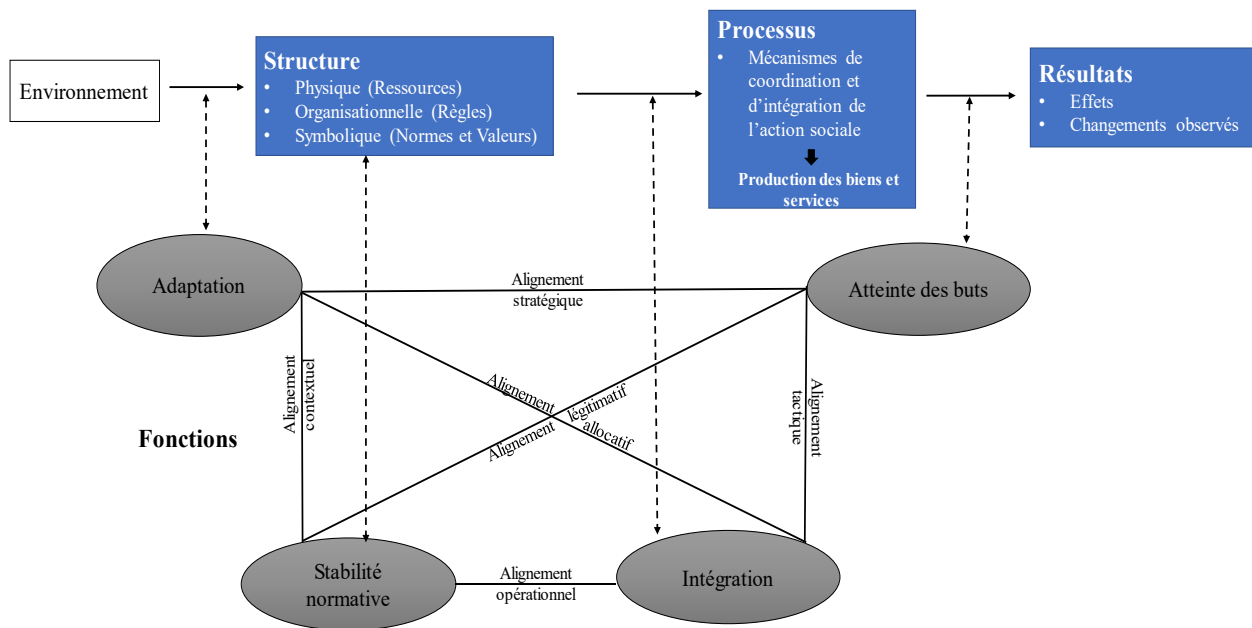 Environnement
Structure
• Physique (Ressources)
• Organisationnelle (Règles)
• Symbolique (Normes et Valeurs)
Processus
• Mécanismes de
coordination et
d'intégration de
l'action sociale
Production des biens et
services
Résultats
• Effets
• Changements observés
Adaptation
Alignement
stratégique
Atteinte des buts
Alignement
contextuel
Alignement
allocatif
Alignement
légitimatif
Alignement
tactique
Fonctions
Stabilité
normative
Alignement
opérationnel
Intégration